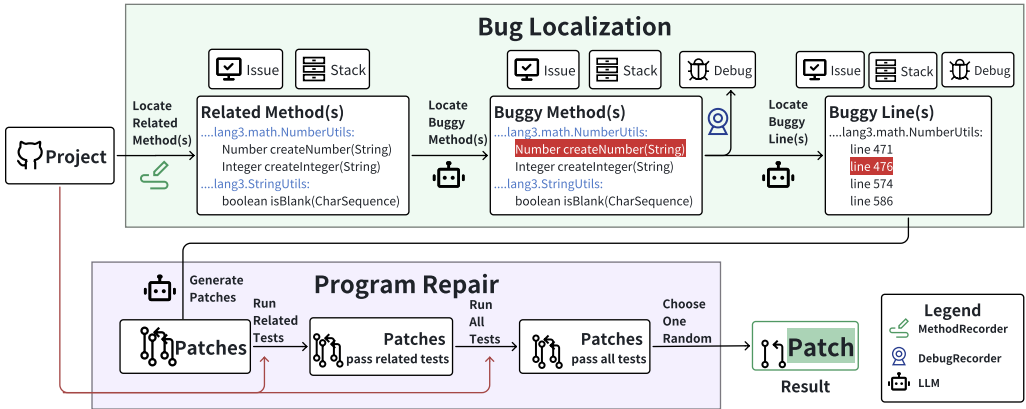 Bug Localization
Issue
Stack
Issue
Stack
Debug
Issue
Stack
Debug
Project
Locate
Related
Method(s)
Related Method(s)
....lang3.math.NumberUtils:
Number createNumber(String)
Integer createInteger(String)
....lang3.StringUtils:
boolean isBlank(CharSequence)
Locate
Buggy
Method(s)
Buggy Method(s)
....lang3.math.NumberUtils:
Number createNumber(String)
Integer createInteger(String)
....lang3.StringUtils:
boolean isBlank(CharSequence)
Locate
Buggy
Line(s)
Buggy Line(s)
....lang3.math.NumberUtils:
line 471
line 476
line 574
line 586
Program Repair
Generate
Patches
Patches
Run
Related
Tests
Patches
pass related tests
Run
All
Tests
Patches
pass all tests
Choose
One
Random
Patch
Result
Legend
MethodRecorder
DebugRecorder
LLM